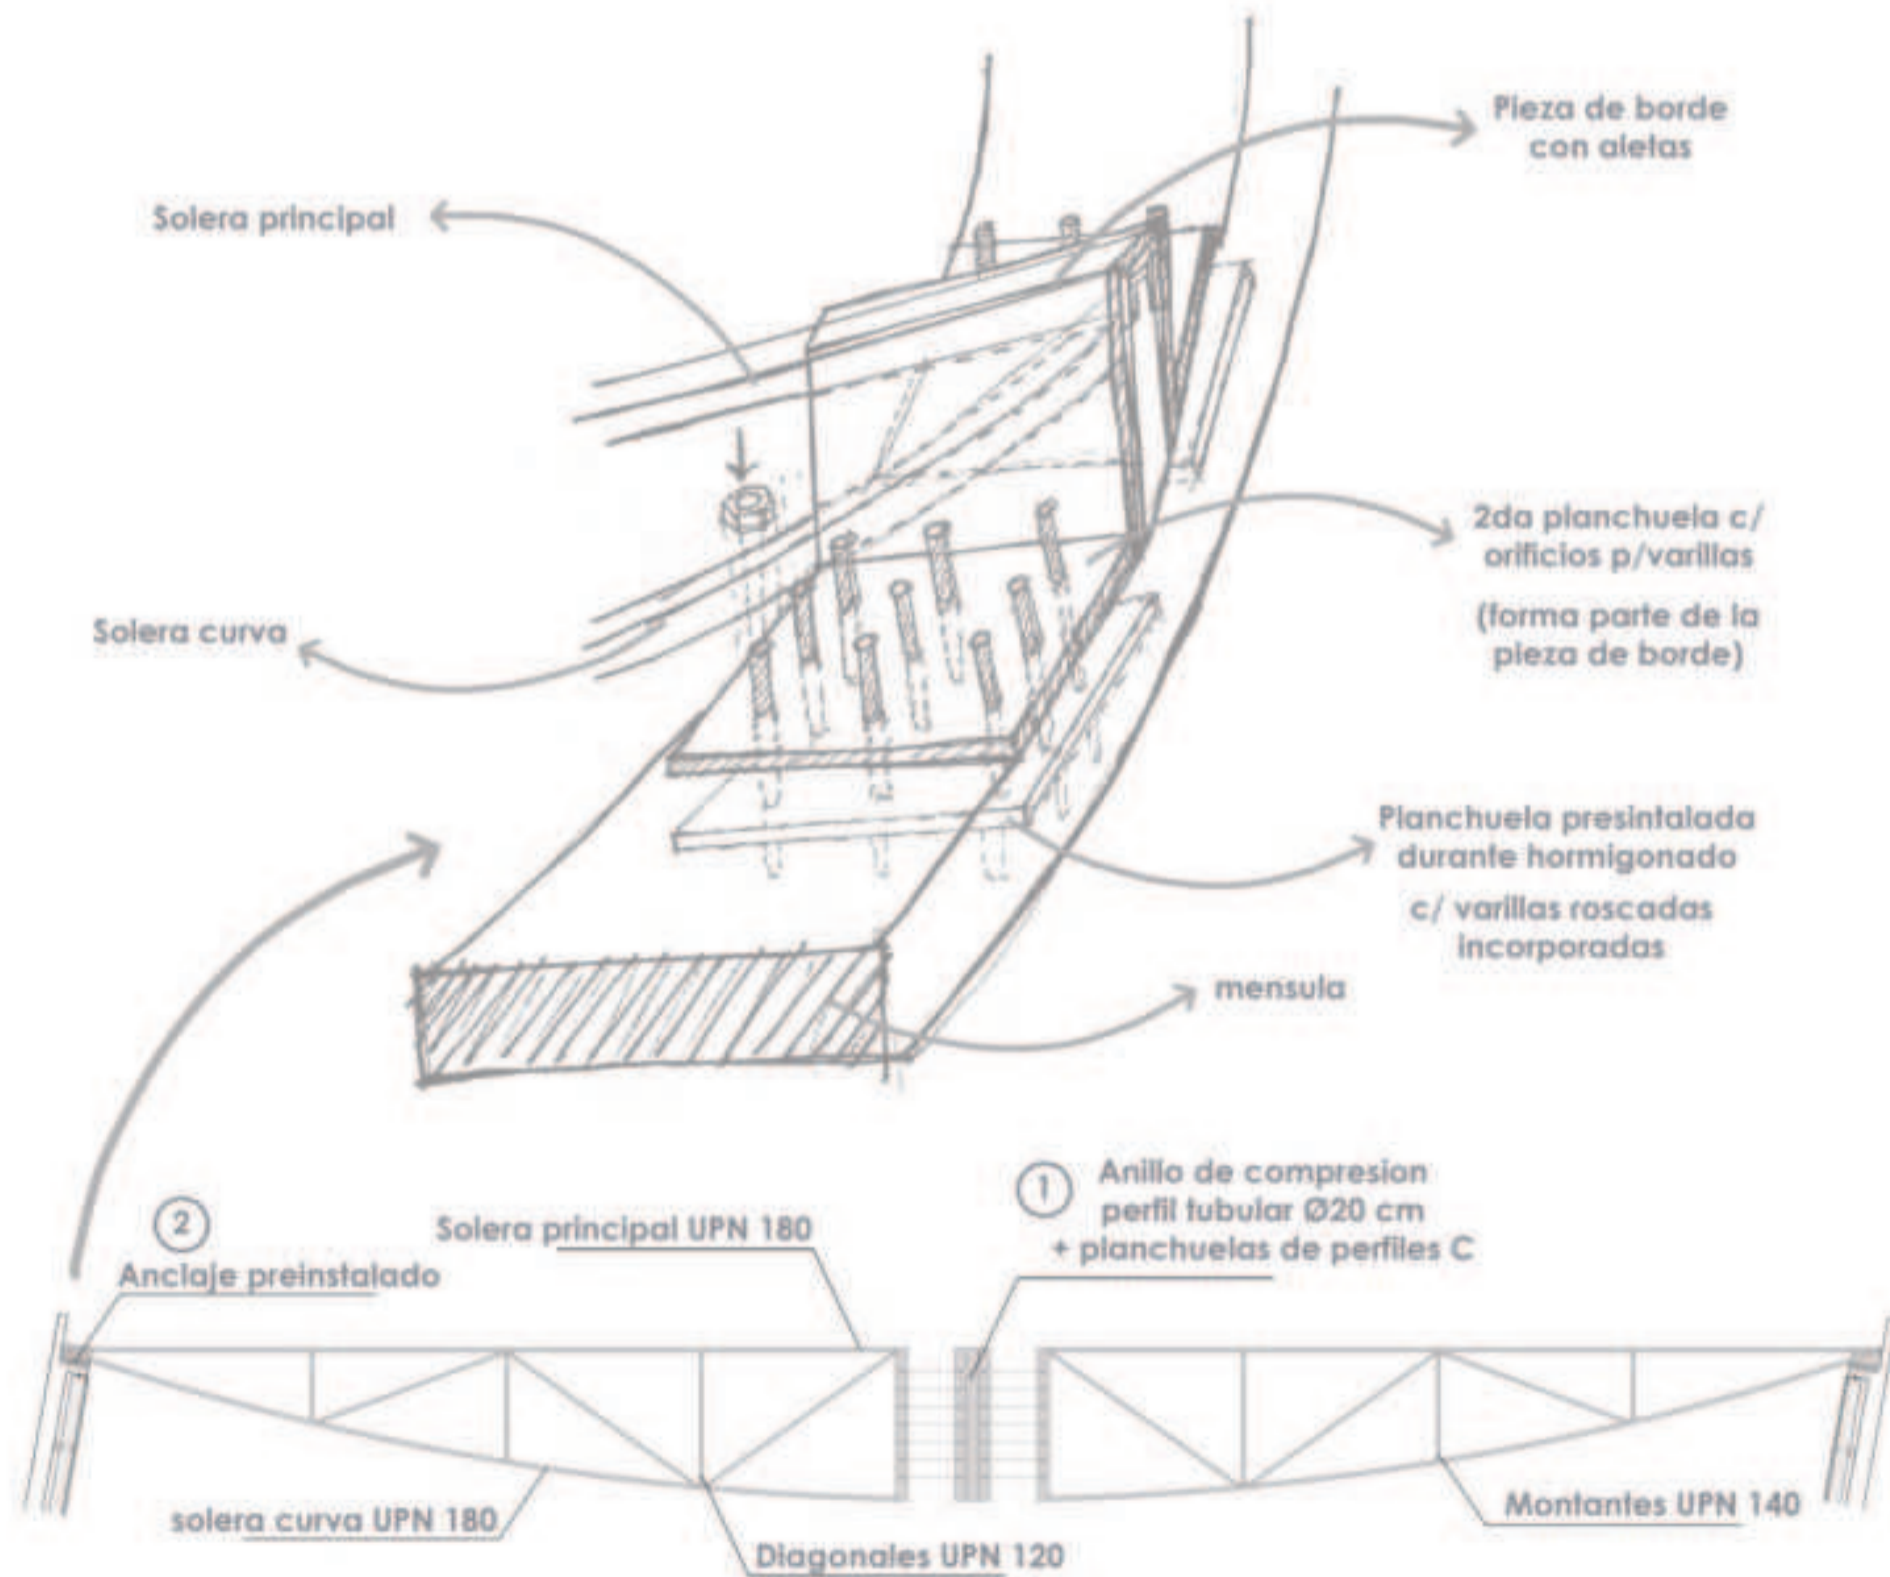 Pieza de borde
con aletas
Solera principal
2da planchuela c/
orificios p/varillas
(forma parte de la
pieza de borde)
Solera curva
Planchuela presintalada
durante hormigonado
c/ varillas roscadas
incorporadas
mensula
1
Anillo de compresion
perfil tubular Ø20 cm
+ planchuelas de perfiles C
2
Anclaje preinstalado
Solera principal UPN 180
solera curva UPN 180
Diagonales UPN 120
Montantes UPN 140